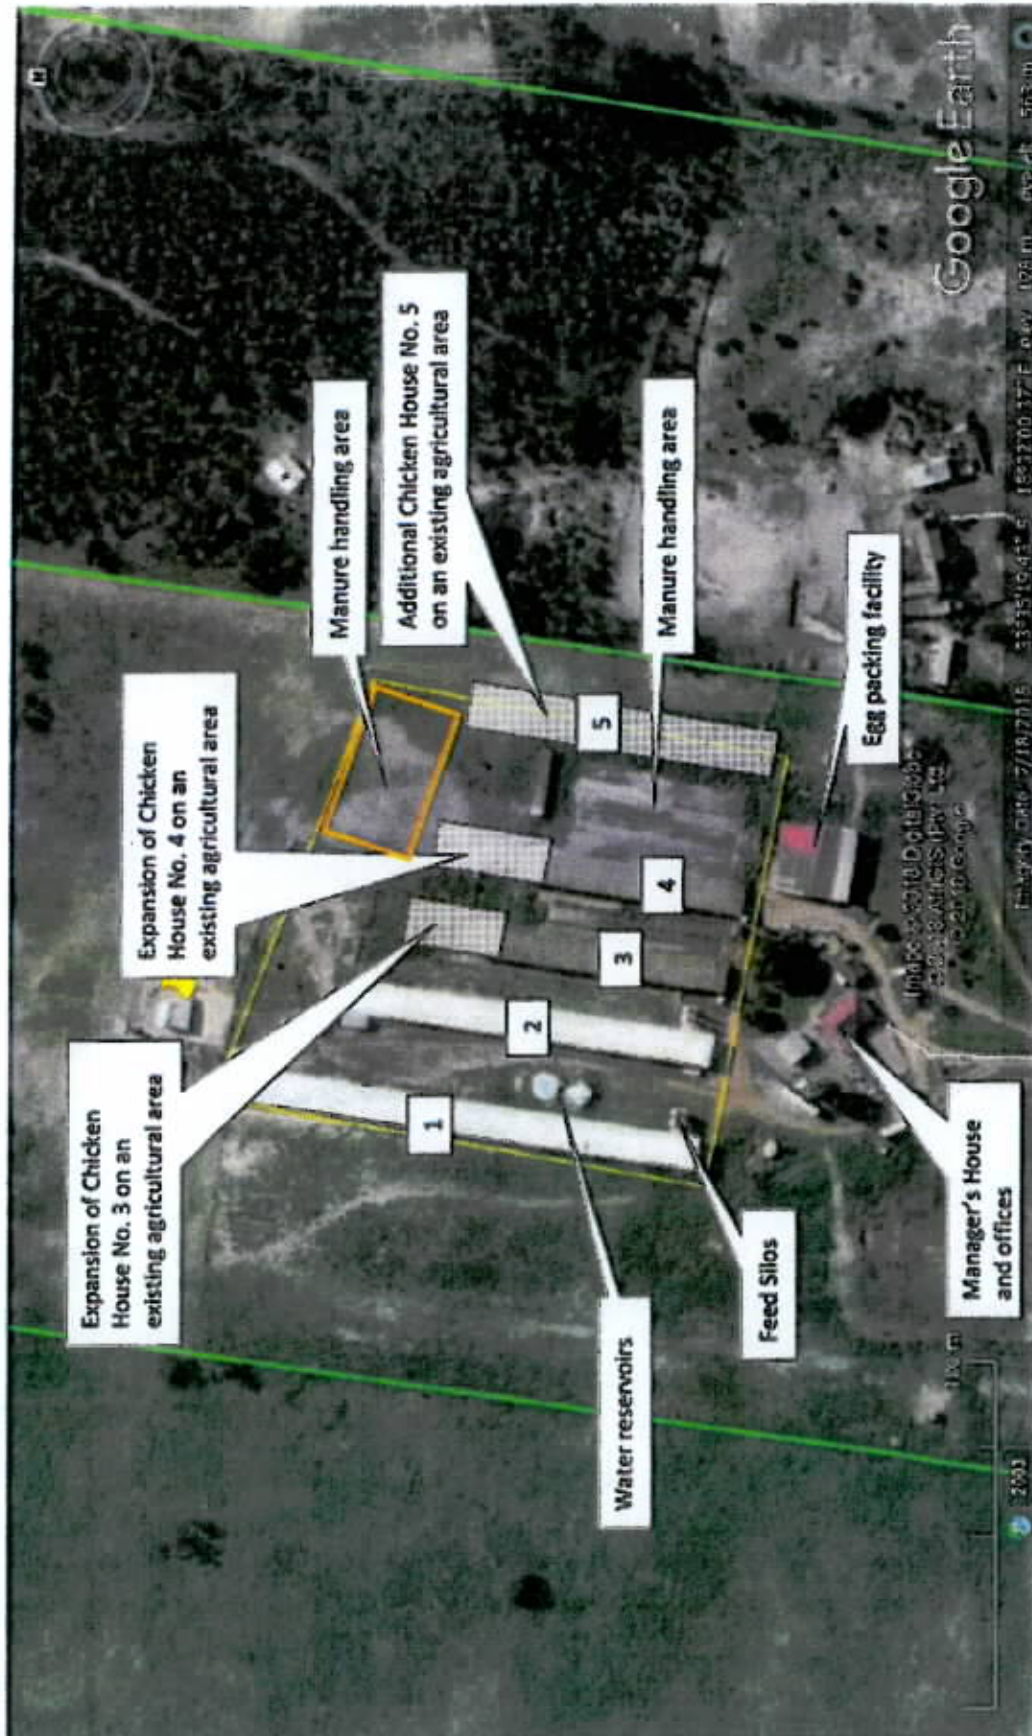 Expansion of Chicken
House No. 3 on an
existing agricultural area
Expansion of Chicken
House No. 4 on an
existing agricultural area
Manure handling area
Additional Chicken House No. 5
on an existing agricultural area
1
2
3
4
5
Water reservoirs
Feed Silos
Manager's House
and offices
Egg packing facility
Manure handling area
Google Earth
2003
N